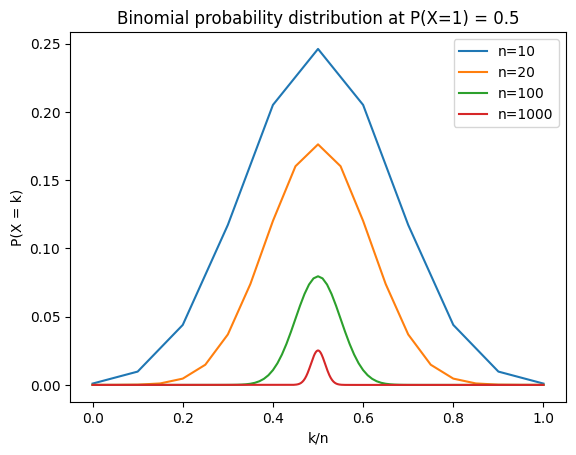 Binomial probability distribution at P(X=1) = 0.5
0.25
0.20
0.15
0.10
0.05
0.00
P(X = k)
n=10
n=20
n=100
n=1000
0.0 0.2 0.4 0.6 0.8 1.0
k/n